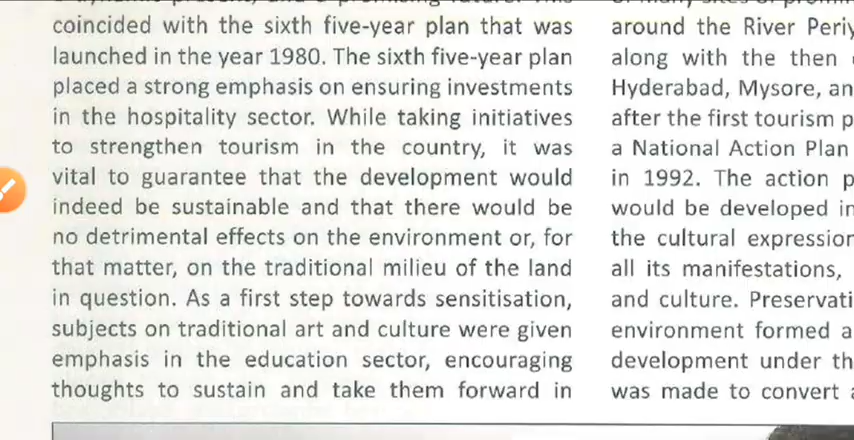 coincided with the sixth five-year plan that was
launched in the year 1980. The sixth five-year plan
placed a strong emphasis on ensuring investments
in the hospitality sector. While taking initiatives
to strengthen tourism in the country, it was
vital to guarantee that the development would
indeed be sustainable and that there would be
no detrimental effects on the environment or, for
that matter, on the traditional milieu of the land
in question. As a first step towards sensitisation,
subjects on traditional art and culture were given
emphasis in the education sector, encouraging
thoughts to sustain and take them forward in
around the River
along with the then
Hyderabad, Mysore,
after the first tourism
a National Action Plan
in 1992. The action
would be developed
the cultural
all its manifestations,
and culture.
environment formed a
development under
was made to convert